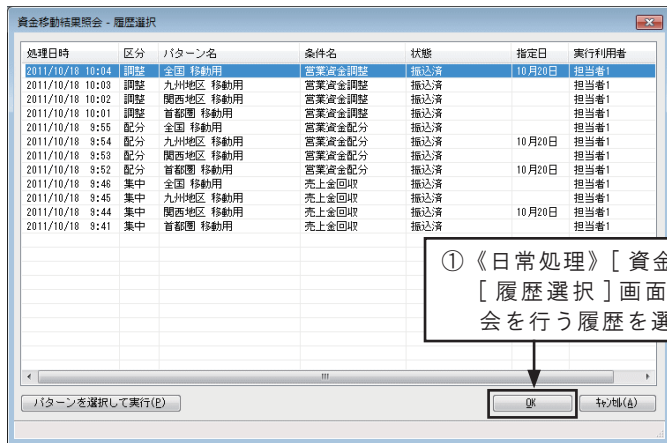 資金移動結果照会 - 履歴選択
処理日時 区分 パターン名 条件名 状態 指定日 実行利用者
2011/10/18 10:04 調整 全国 移動用 営業資金調整 振込済 10月20日 担当者1
2011/10/18 10:03 調整 九州地区 移動用 営業資金調整 振込済 担当者1
2011/10/18 10:02 調整 関西地区 移動用 営業資金調整 振込済 担当者1
2011/10/18 10:01 調整 首都圏 移動用 営業資金調整 振込済 担当者1
2011/10/18 9:55 配分 全国 移動用 営業資金配分 振込済 担当者1
2011/10/18 9:54 配分 九州地区 移動用 営業資金配分 振込済 10月20日 担当者1
2011/10/18 9:53 配分 関西地区 移動用 営業資金配分 振込済 担当者1
2011/10/18 9:52 配分 首都圏 移動用 営業資金配分 振込済 10月20日 担当者1
2011/10/18 9:46 集中 全国 移動用 売上金回収 振込済 担当者1
2011/10/18 9:45 集中 九州地区 移動用 売上金回収 振込済 担当者1
2011/10/18 9:44 集中 関西地区 移動用 売上金回収 振込済 10月20日 担当者1
2011/10/18 9:41 集中 首都圏 移動用 売上金回収 振込済 担当者1
①《日常処理》[ 資金
[ 履歴選択 ] 画面
会を行う履歴を選
パターンを選択して実行(P) OK ｷｬﾝｾﾙ(A)